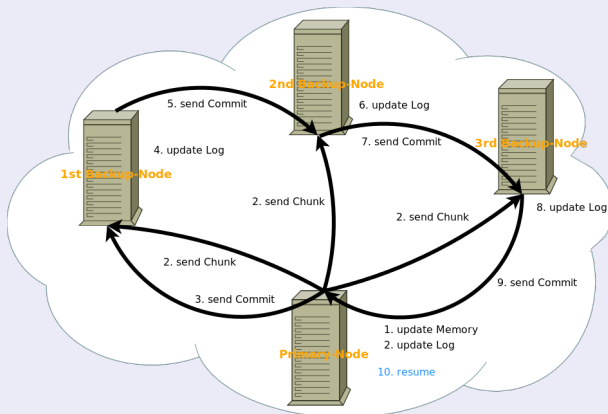 2nd Backup-Node
5. send Commit
6. update Log
7. send Commit
3rd Backup-Node
4. update Log
1st Backup-Node
2. send Chunk
2. send Chunk
8. update Log
2. send Chunk
9. send Commit
3. send Commit
1. update Memory
2. update Log
Primary-Node
10. resume